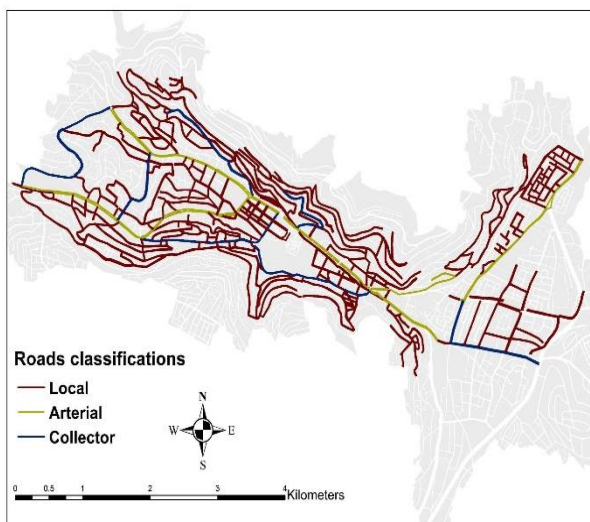 Roads classifications
Local
Arterial
Collector
N
W E
S
0 0.5 1 2 3 4
Kilometers